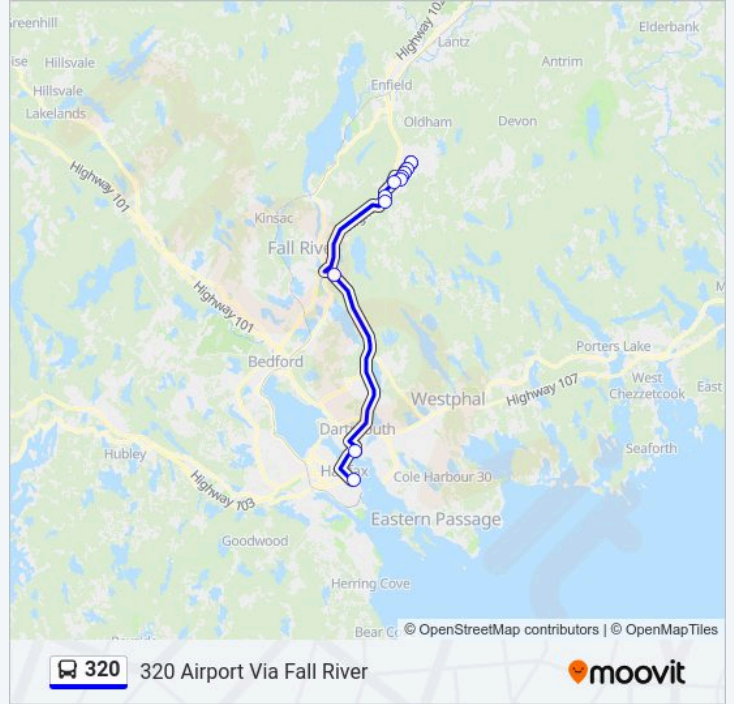 Greenhill
Highway 102
Lantz
Elderbank
Hillsvale
Antrim
Enfield
Hillsvale
Lakelands
Oldham
Devon
Highway 101
Kinsac
Fall River
Highway 101
Porters Lake
Bedford
West
Chezzetcook
East
Westphal
Highway 107
Dartmouth
Seaforth
Hubley
Halifax
Cole Harbour 30
Highway 103
Eastern Passage
Goodwood
Herring Cove
Bear Co
© OpenStreetMap contributors | © OpenMapTiles
320
320 Airport Via Fall River
moovit